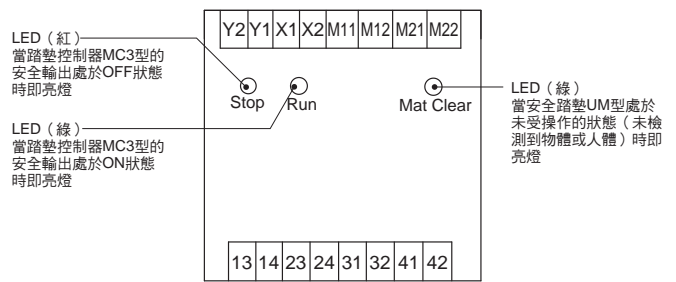 Y2 Y1 X1 X2 M11 M12 M21 M22
LED（紅）
當踏墊控制器MC3型的
安全輸出處於OFF狀態
時即亮燈
LED（綠）
當踏墊控制器MC3型的
安全輸出處於ON狀態
時即亮燈
Stop Run Mat Clear
LED（綠）
當安全踏墊UM型處於
未受操作的狀態（未檢
測到物體或人體）時即
亮燈
13 14 23 24 31 32 41 42